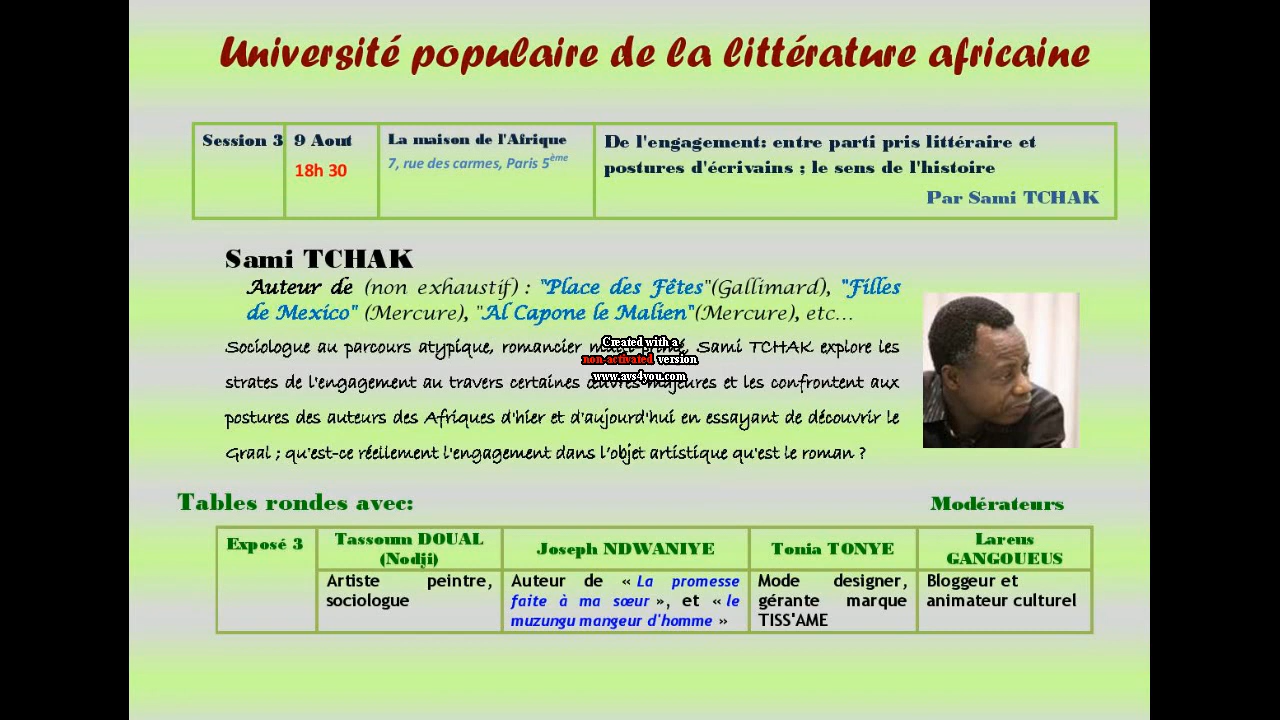 Université populaire de la littérature africaine
Session 3
9 Aout
18h 30
La maison de l'Afrique
7, rue des carmes, Paris 5ème
De l'engagement: entre parti pris littéraire et
postures d'écrivains ; le sens de l'histoire
Par Sami TCHAK
Sami TCHAK
Auteur de (non exhaustif) : "Place des Fêtes"(Gallimard), "Filles
de Mexico" (Mercure), "Al Capone le Malien"(Mercure), etc...
Sociologue au parcours atypique, romancier Sami TCHAK explore les
strates de l'engagement au travers certaines œuvres majeures et les confrontent aux
postures des auteurs des Afriques d'hier et d'aujourd'hui en essayant de découvrir le
Graal ; qu'est-ce réellement l'engagement dans l'objet artistique qu'est le roman ?
Created with a
non-activated version
www.avs4you.com
Tables rondes avec:
Modérateurs
Exposé 3
Tassoum DOUAL
(Nodji)
Joseph NDWANIYE
Tonia TONYE
Lareus
GANGOUEUS
Artiste peintre,
sociologue
Auteur de « La promesse
faite à ma sœur », et « le
muzungu mangeur d'homme »
Mode designer,
gérante marque
TISS'AME
Bloggeur et
animateur culturel